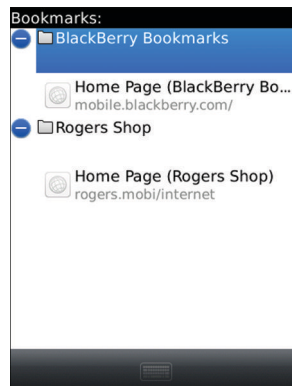 Bookmarks:
BlackBerry Bookmarks
Home Page (BlackBerry Bo...
mobile.blackberry.com/
Rogers Shop
Home Page (Rogers Shop)
rogers.mobi/internet